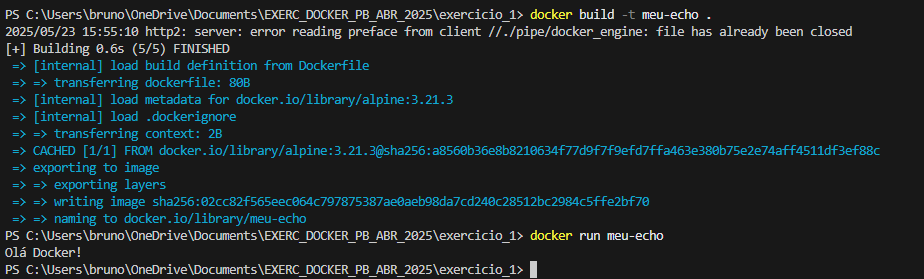 PS C:\Users\bruno\OneDrive\Documents\EXERC_DOCKER_PB_ABR_2025\exercicio_1> docker build -t meu-echo .
2025/05/23 15:55:10 http2: server: error reading preface from client //./pipe/docker_engine: file has already been closed
[+] Building 0.6s (5/5) FINISHED
=> [internal] load build definition from Dockerfile
=> => transferring dockerfile: 80B
=> [internal] load metadata for docker.io/library/alpine:3.21.3
=> [internal] load .dockerignore
=> => transferring context: 2B
=> CACHED [1/1] FROM docker.io/library/alpine:3.21.3@sha256:a8560b36e8b8210634f77d9f7f9efd7ffa463e380b75e2e74aff4511df3ef88c
=> exporting to image
=> => exporting layers
=> => writing image sha256:02cc82f565eec064c797875387ae0aeb98da7cd240c28512bc2984c5ffe2bf70
=> => naming to docker.io/library/meu-echo
PS C:\Users\bruno\OneDrive\Documents\EXERC_DOCKER_PB_ABR_2025\exercicio_1> docker run meu-echo
Olá Docker!
PS C:\Users\bruno\OneDrive\Documents\EXERC_DOCKER_PB_ABR_2025\exercicio_1>